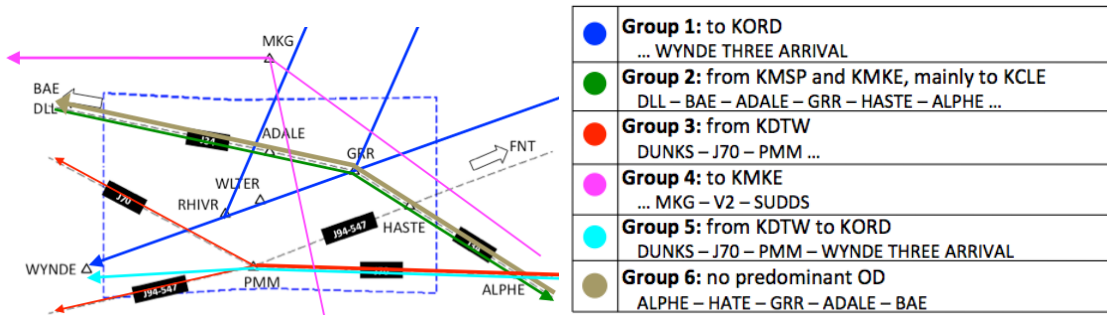 MKG
BAE
DLL
J34
ADALE
GRR
FNT
WLTER
J70
RHIVR
J94-547
HASTE
WYNDE
PMM
J94-547
ALPHE
Group 1: to KORD
... WYNDE THREE ARRIVAL
Group 2: from KMSP and KMKE, mainly to KCLE
DLL – BAE – ADALE – GRR – HASTE – ALPHE ...
Group 3: from KDTW
DUNKS – J70 – PMM ...
Group 4: to KMKE
... MKG – V2 – SUDDS
Group 5: from KDTW to KORD
DUNKS – J70 – PMM – WYNDE THREE ARRIVAL
Group 6: no predominant OD
ALPHE – HATE – GRR – ADALE – BAE